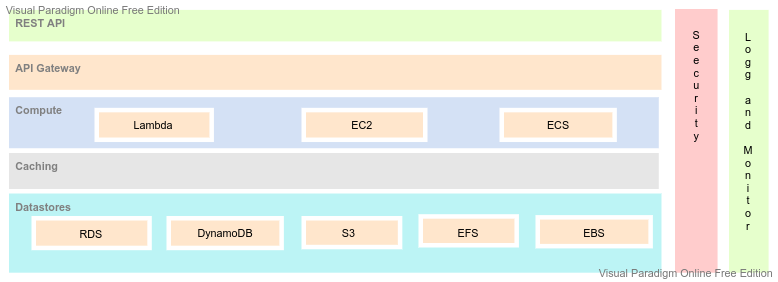 Visual Paradigm Online Free Edition
REST API
API Gateway
Compute
Lambda
EC2
ECS
Caching
Datastores
RDS
DynamoDB
S3
EFS
EBS
Seecurity
Logg and Monitor
Visual Paradigm Online Free Edition